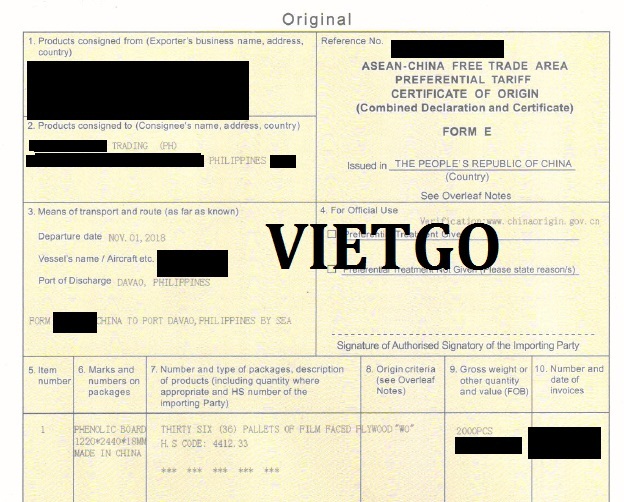 Original
1. Products consigned from (Exporter's business name, address,
country)
Reference No.
ASEAN-CHINA FREE TRADE AREA
PREFERENTIAL TARIFF
CERTIFICATE OF ORIGIN
(Combined Declaration and Certificate)
FORM E
Issued in THE PEOPLE'S REPUBLIC OF CHINA
(Country)
See Overleaf Notes
2. Products consigned to (Consignee's name, address, country)
TRADING (PH)
PHILIPPINES
3. Means of transport and route (as far as known)
Departure date NOV. 01, 2018
Vessel's name / Aircraft etc.
Port of Discharge DAVAO, PHILIPPINES
FORM CHINA TO PORT DAVAO, PHILIPPINES BY SEA
4. For Official Use
Verification:www.chinaorigin.gov.cn
Preferential Treatment Given
Preferential Treatment Not Given (Please state reason/s)
VIETGO
Signature of Authorised Signatory of the Importing Party
5. Item
number
6. Marks and
numbers on
packages
7. Number and type of packages, description
of products (including quantity where
appropriate and HS number of the
importing Party)
8. Origin criteria
(see Overleaf
Notes)
9. Gross weight or
other quantity
and value (FOB)
10. Number and
date of
invoices
1
PHENOLIC BOARD
1220*2440*18MM
MADE IN CHINA
THIRTY SIX (36) PALLETS OF FILM FACED PLYWOOD "WO"
H.S CODE: 4412.33
*** *** *** *** ***
2000PCS